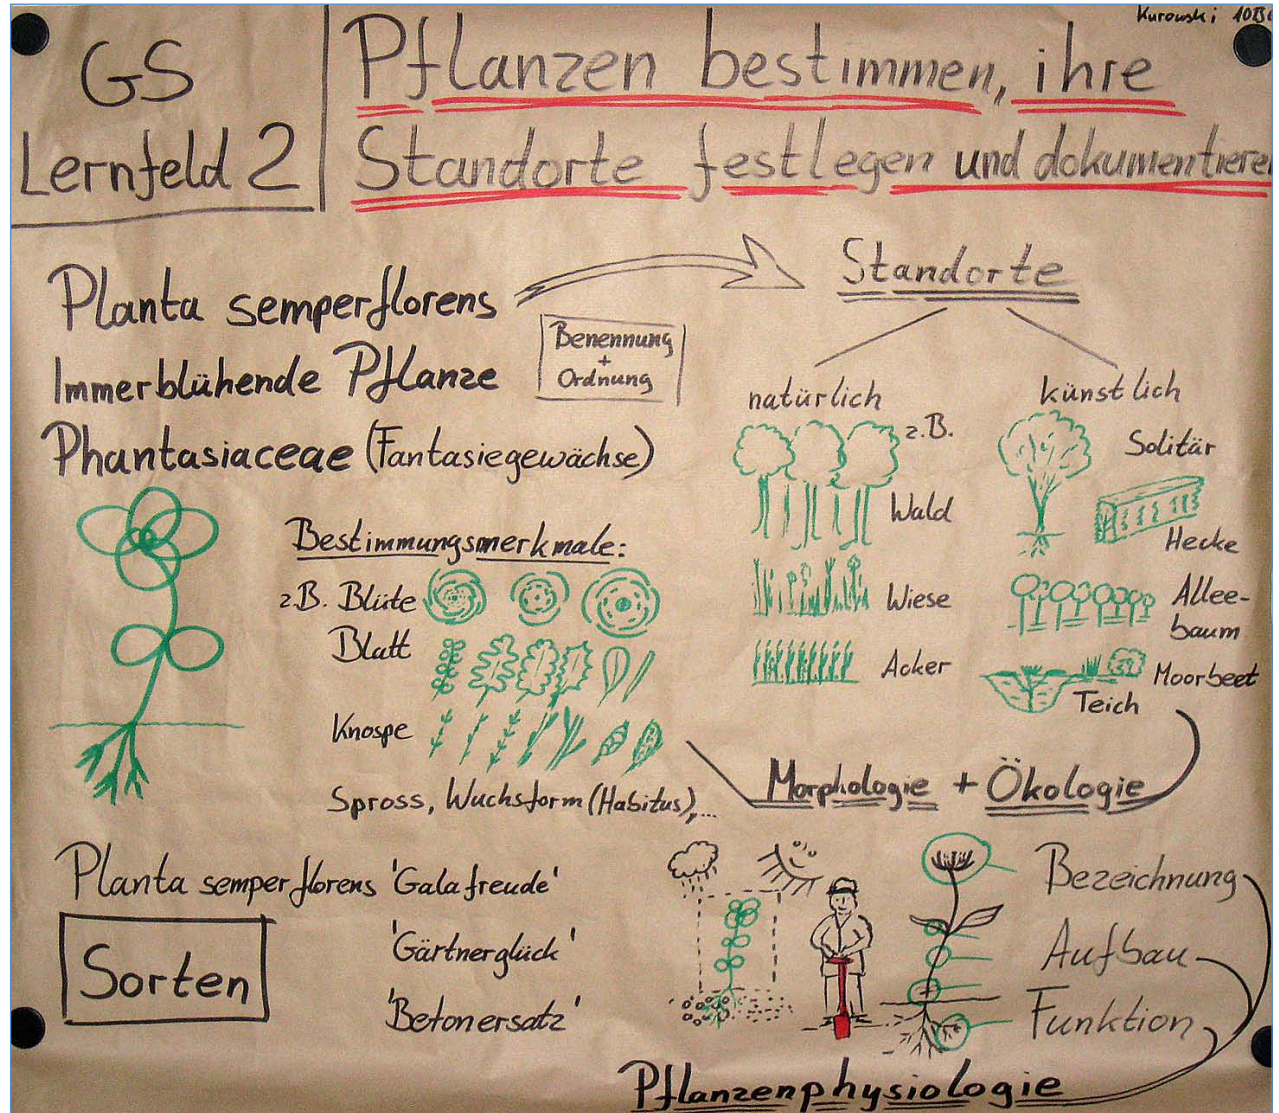 Kurowski 10B
GS
Lernfeld 2
Pflanzen bestimmen, ihre
Standorte festlegen und dokumentieren
Planta semperflorens
Immerblühende Pflanze
Phantasiaceae (Fantasiegewächse)
Benennung
+
Ordnung
Standorte
natürlich
z.B.
Wald
Wiese
Acker
künstlich
Solitär
Hecke
Allee-
baum
Moorbeet
Teich
Bestimmungsmerkmale:
z.B. Blüte
Blatt
Knospe
Spross, Wuchsform (Habitus),...
Morphologie + Ökologie
Planta semperflorens 'Galafreude'
'Gärtnerglück'
'Betonersatz'
Sorten
Bezeichnung
Aufbau
Funktion
Pflanzenphysiologie